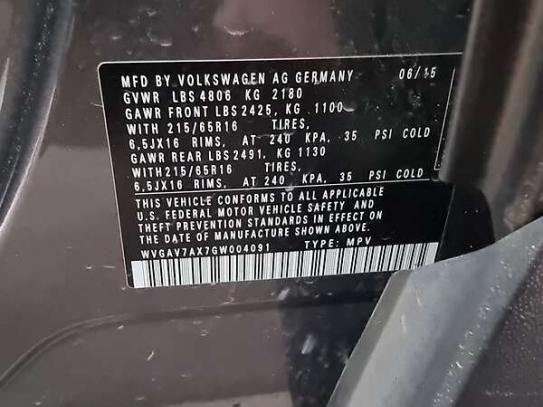 MFD BY VOLKSWAGEN AG GERMANY 06/15
GVWR LBS 4806 KG 2180
GAWR FRONT LBS 2425, KG 1100
WITH 215/65R16 TIRES,
6,5JX16 RIMS, AT 240 KPA, 35 PSI COLD
GAWR REAR LBS 2491, KG 1130
WITH 215/65R16 TIRES,
6,5JX16 RIMS, AT 240 KPA, 35 PSI COLD
THIS VEHICLE CONFORMS TO ALL APPLICABLE
U.S. FEDERAL MOTOR VEHICLE SAFETY AND
THEFT PREVENTION STANDARDS IN EFFECT ON
THE DATE OF MANUFACTURE SHOWN ABOVE.
WVGAV7AX7GW004091 TYPE: MPV